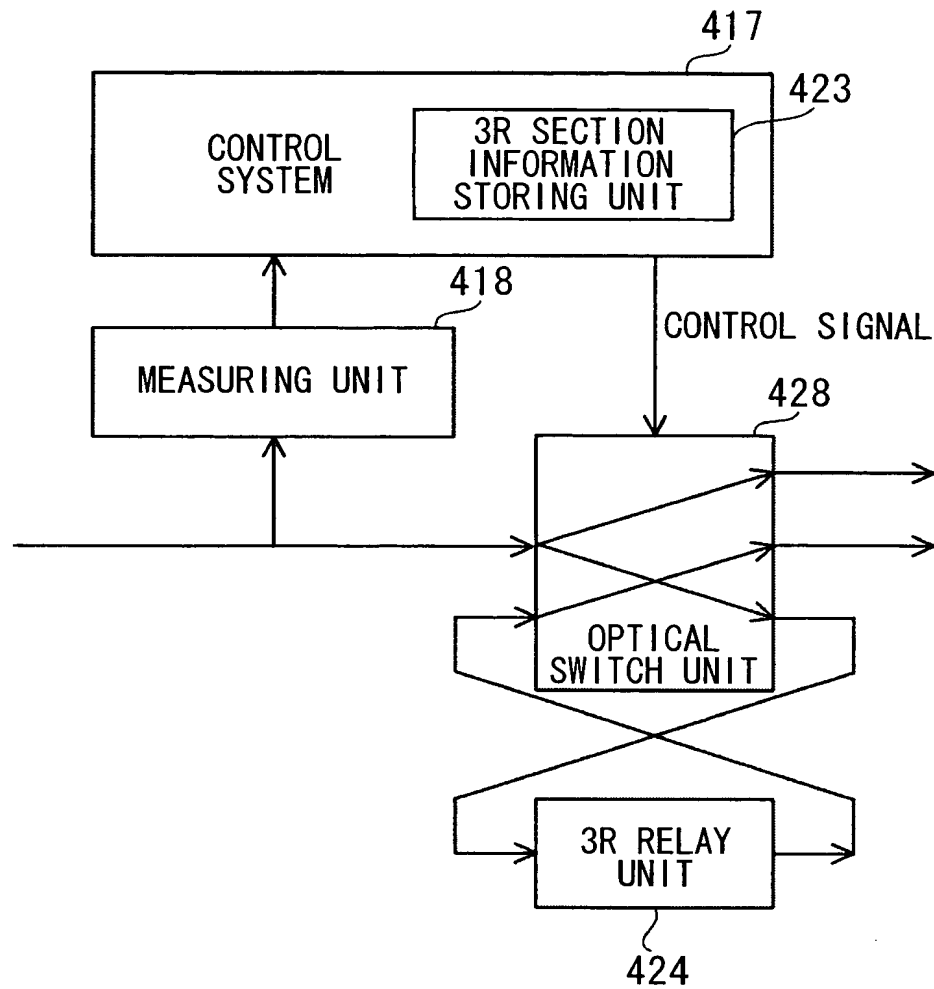 417
423
CONTROL
SYSTEM
3R SECTION
INFORMATION
STORING UNIT
418
MEASURING UNIT
CONTROL SIGNAL
428
OPTICAL
SWITCH UNIT
3R RELAY
UNIT
424